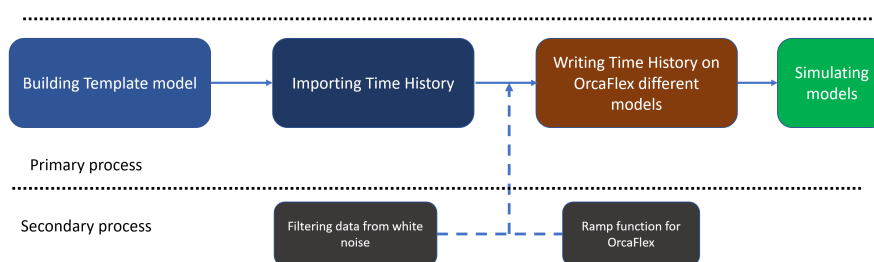 Building Template model
Importing Time History
Writing Time History on
OrcaFlex different
models
Simulating
models
Primary process
Secondary process
Filtering data from white
noise
Ramp function for
OrcaFlex